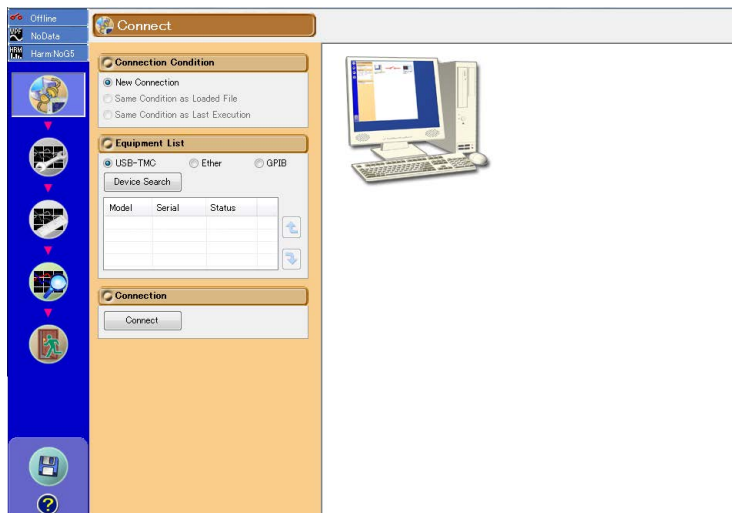 Offline
NoData
Harm:NoG5
Connect
Connection Condition
New Connection
Same Condition as Loaded File
Same Condition as Last Execution
Equipment List
USB-TMC Ether GPIB
Device Search
Model Serial Status
Connection
Connect
?